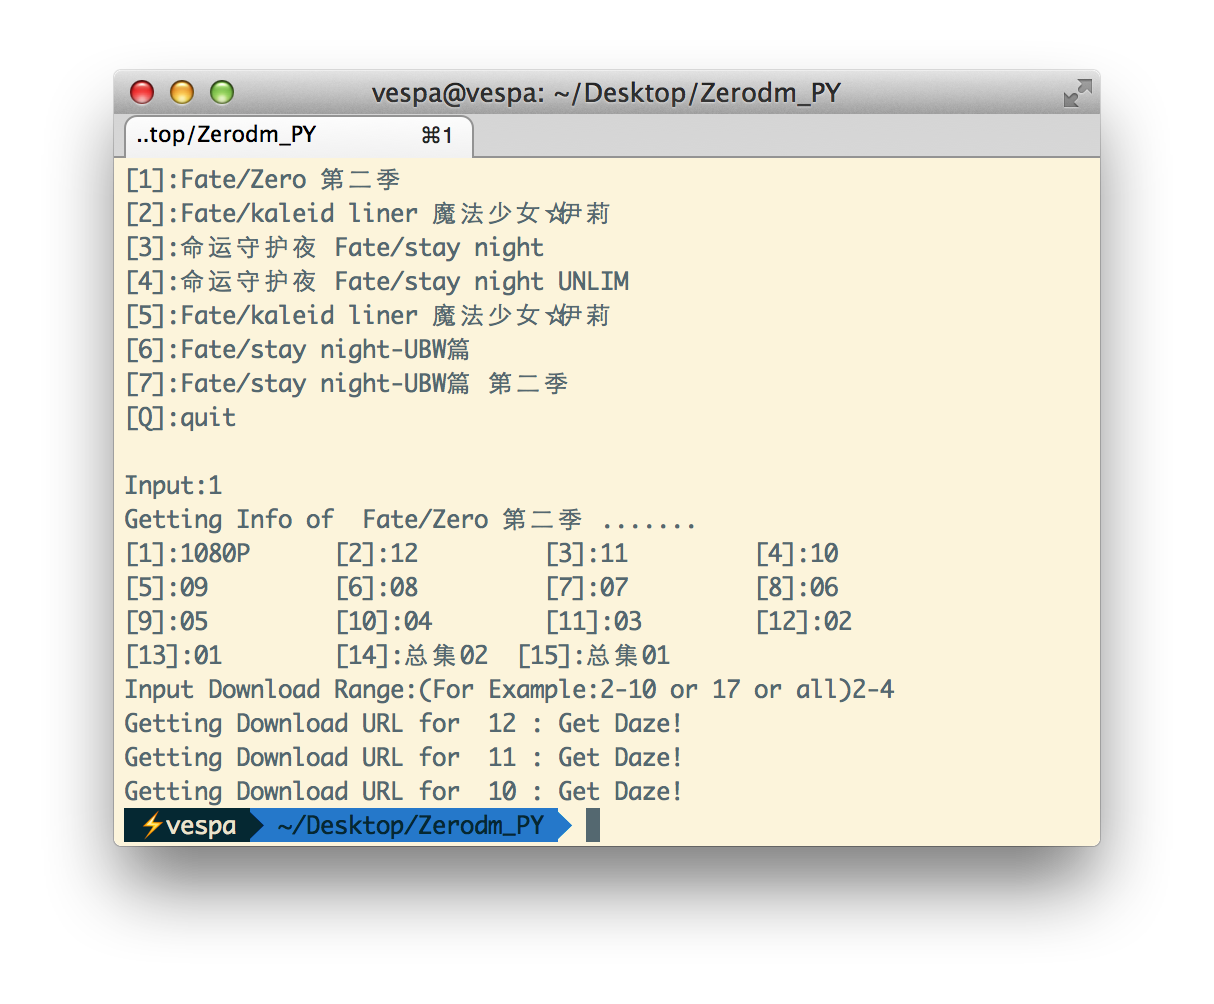 vespa@vespa: ~/Desktop/Zerodm_PY
..top/Zerodm_PY ⌘1
[1]:Fate/Zero 第二季
[2]:Fate/kaleid liner 魔法少女☆伊莉
[3]:命运守护夜 Fate/stay night
[4]:命运守护夜 Fate/stay night UNLIM
[5]:Fate/kaleid liner 魔法少女☆伊莉
[6]:Fate/stay night-UBW篇
[7]:Fate/stay night-UBW篇 第二季
[Q]:quit
Input:1
Getting Info of  Fate/Zero 第二季 .......
[1]:1080P [2]:12 [3]:11 [4]:10
[5]:09 [6]:08 [7]:07 [8]:06
[9]:05 [10]:04 [11]:03 [12]:02
[13]:01 [14]:总集02 [15]:总集01
Input Download Range:(For Example:2-10 or 17 or all)2-4
Getting Download URL for  12 : Get Daze!
Getting Download URL for  11 : Get Daze!
Getting Download URL for  10 : Get Daze!
⚡vespa ~/Desktop/Zerodm_PY